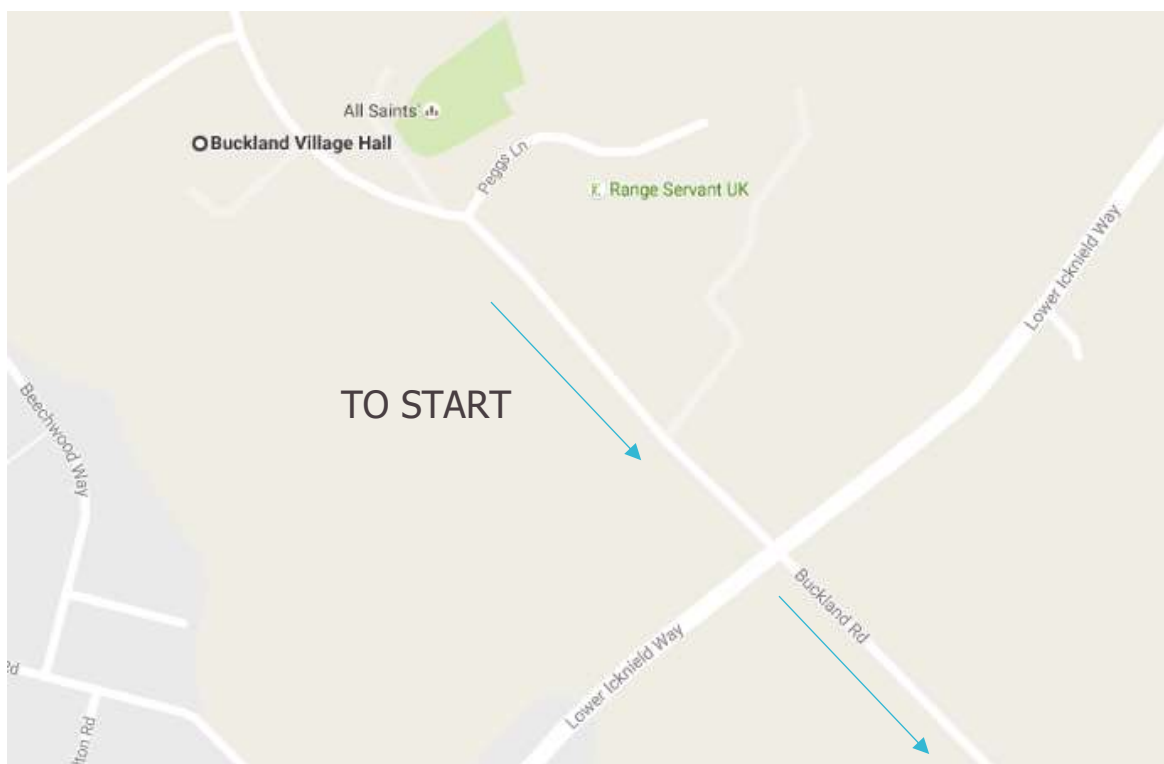 All Saints'
Buckland Village Hall
Peggs Ln
Range Servant UK
Lower Icknield Way
Beechwood Way
TO START
Buckland Rd
Lower Icknield Way